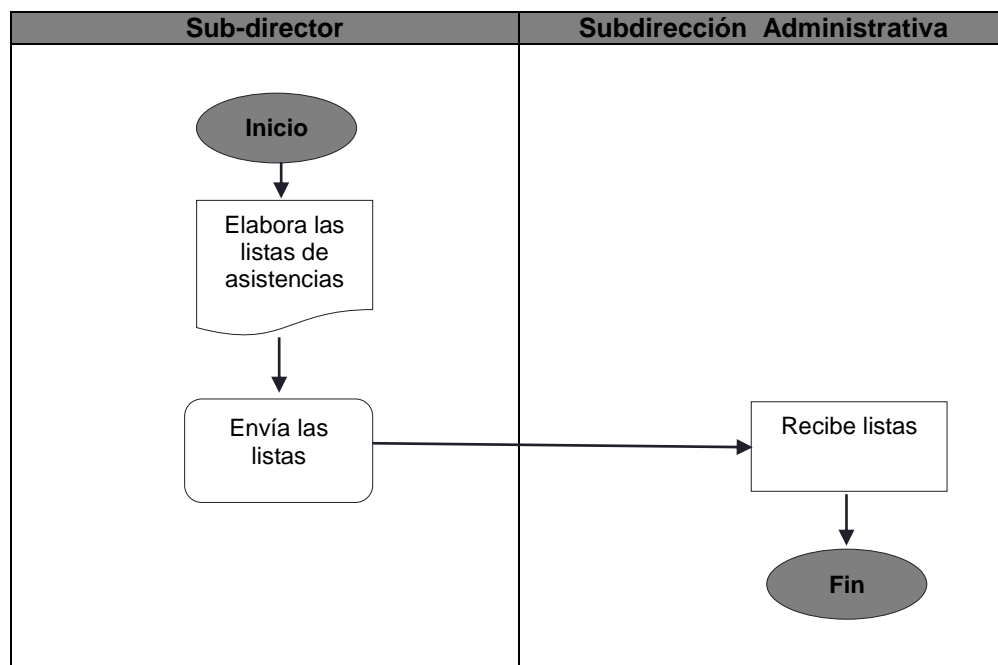 Sub-director
Subdirección Administrativa
Inicio
Elabora las
listas de
asistencias
Envía las
listas
Recibe listas
Fin